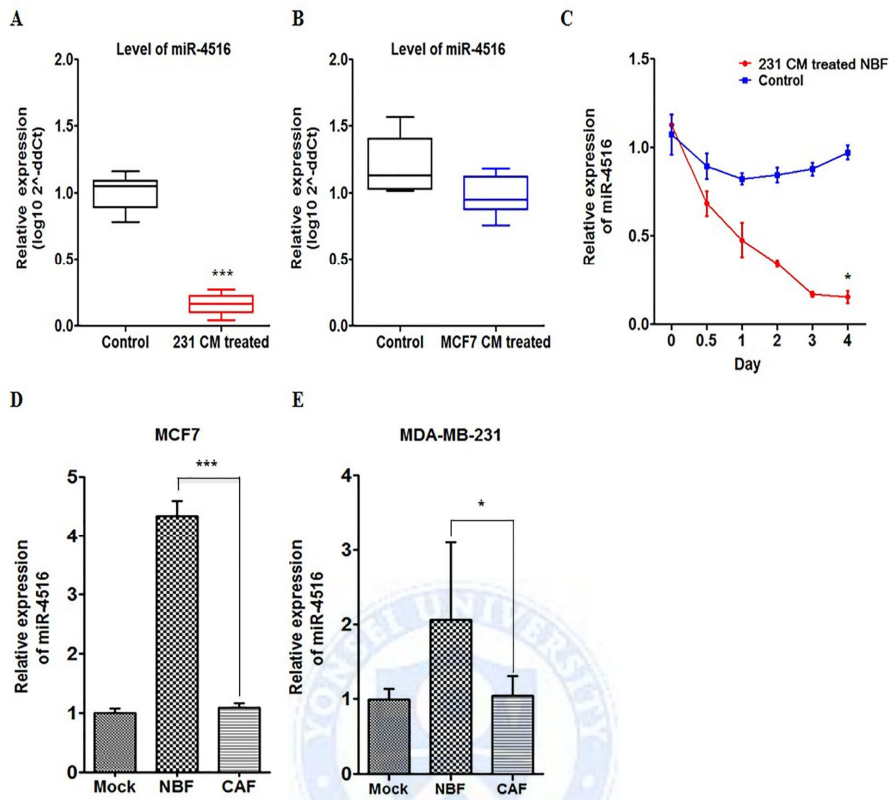 A
Level of miR-4516
Relative expression
(log10 2^-ddCt)
2.0
1.5
1.0
0.5
0.0
***
Control
231 CM treated
B
Level of miR-4516
Relative expression
(log10 2^-ddCt)
2.0
1.5
1.0
0.5
0.0
Control
MCF7 CM treated
C
231 CM treated NBF
Control
Relative expression
of miR-4516
1.5
1.0
0.5
0.0
*
0 0.5 1 2 3 4
Day
D
MCF7
Relative expression
of miR-4516
5
4
3
2
1
0
***
Mock NBF CAF
E
MDA-MB-231
Relative expression
of miR-4516
4
3
2
1
0
*
Mock NBF CAF
YONSEI UNIVERSITY